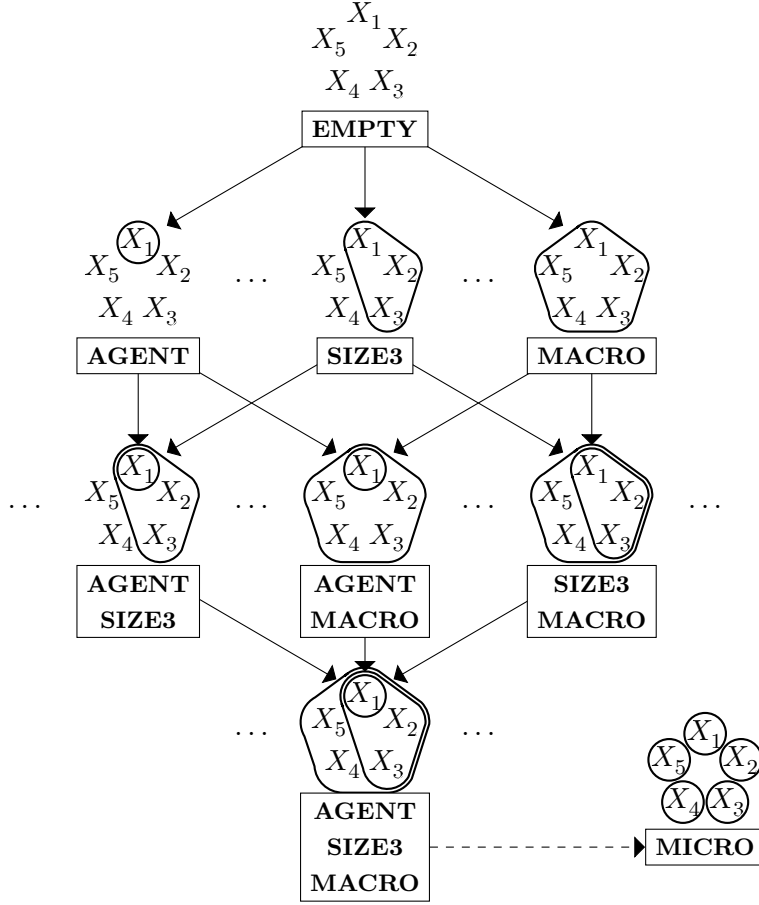 X₁
X₅ X₂
X₄ X₃
EMPTY
X₁ X₁ X₁
X₅ X₂ ... X₅ X₂ ... X₅ X₂
X₄ X₃ X₄ X₃ X₄ X₃
AGENT SIZE3 MACRO
X₁ X₁ X₁
... X₅ X₂ ... X₅ X₂ ... X₅ X₂ ...
X₄ X₃ X₄ X₃ X₄ X₃
AGENT AGENT SIZE3
SIZE3 MACRO MACRO
X₁
... X₅ X₂ ...
X₄ X₃
X₁
X₅ X₂
X₄ X₃
AGENT
SIZE3
MACRO
MICRO